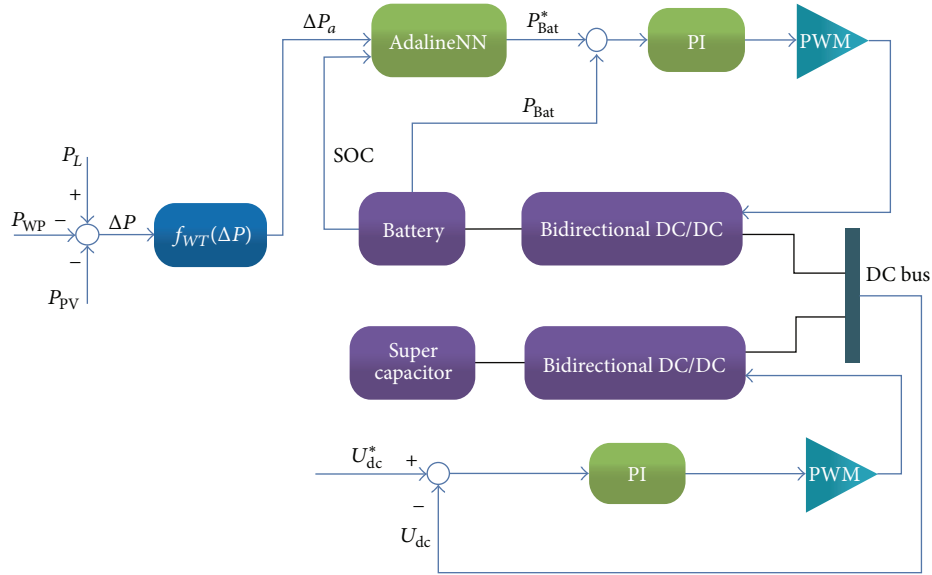 ΔP_a
AdalineNN
P*_Bat
PI
PWM
P_Bat
SOC
P_L
+
P_WP
−
ΔP
−
P_PV
f_WT(ΔP)
Battery
Bidirectional DC/DC
DC bus
Super
capacitor
Bidirectional DC/DC
U*_dc
+
−
U_dc
PI
PWM